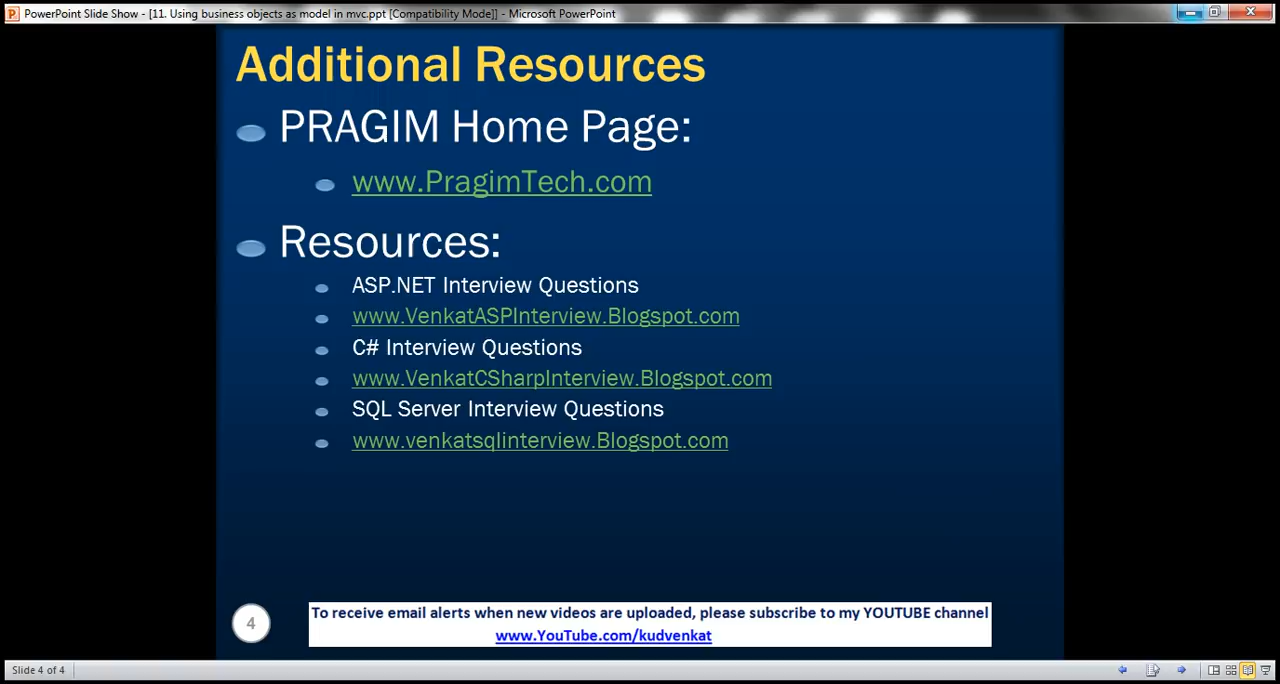 PowerPoint Slide Show - [11. Using business objects as model in mvc.ppt [Compatibility Mode]] - Microsoft PowerPoint
Additional Resources
PRAGIM Home Page:
www.PragimTech.com
Resources:
ASP.NET Interview Questions
www.VenkatASPInterview.Blogspot.com
C# Interview Questions
www.VenkatCSharpInterview.Blogspot.com
SQL Server Interview Questions
www.venkatsqlinterview.Blogspot.com
4
To receive email alerts when new videos are uploaded, please subscribe to my YOUTUBE channel
www.YouTube.com/kudvenkat
Slide 4 of 4